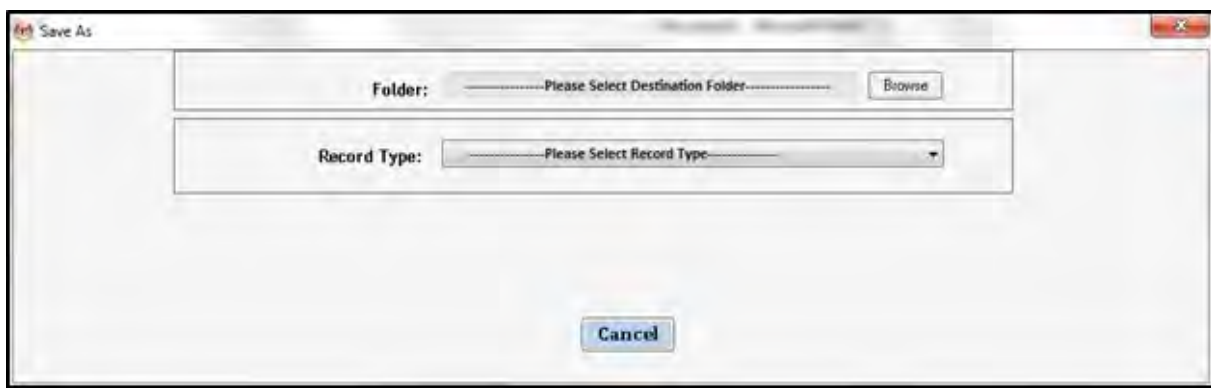 Save As
Folder: ----------------Please Select Destination Folder----------------- Browse
Record Type: ----------------Please Select Record Type---------------
Cancel